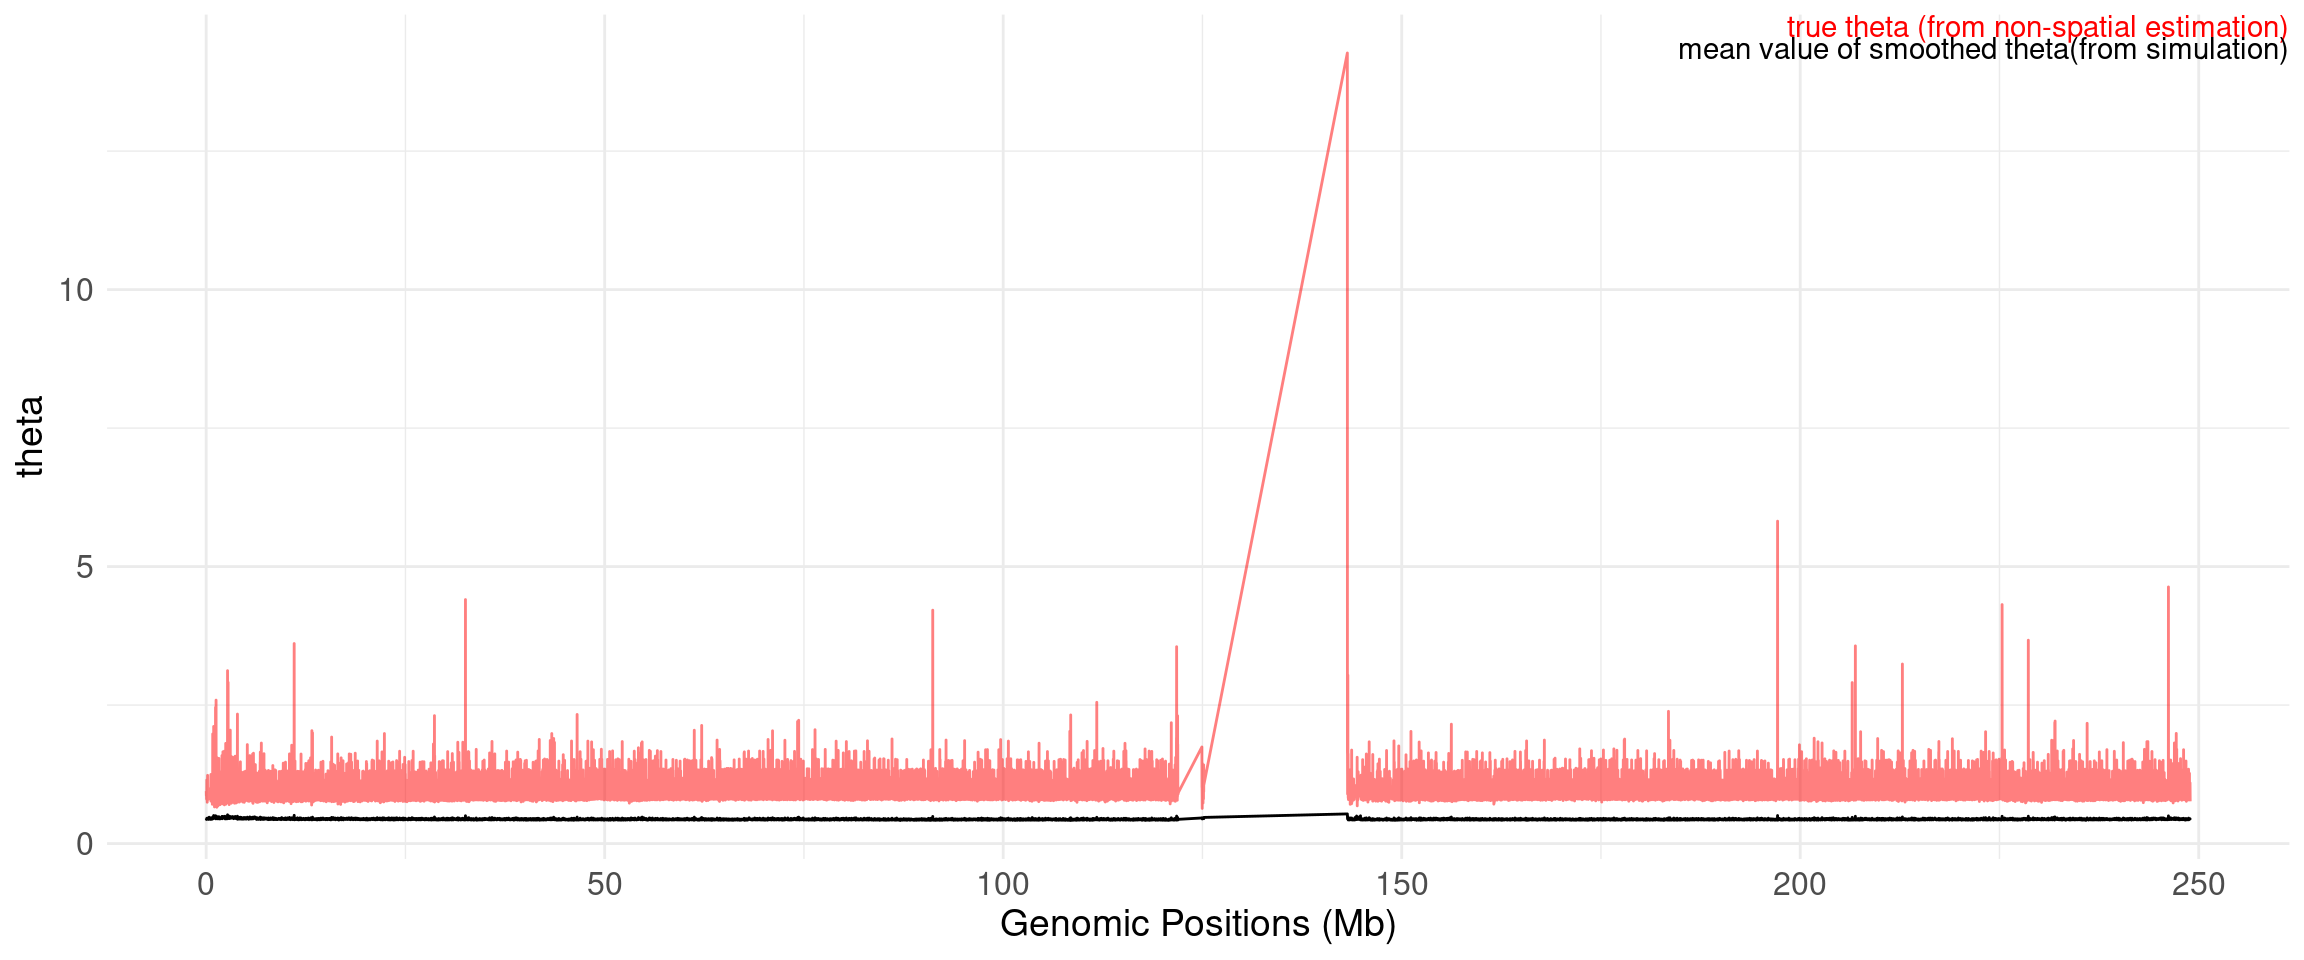 true theta (from non-spatial estimation)
mean value of smoothed theta(from simulation)
10
5
0
theta
0 50 100 150 200 250
Genomic Positions (Mb)